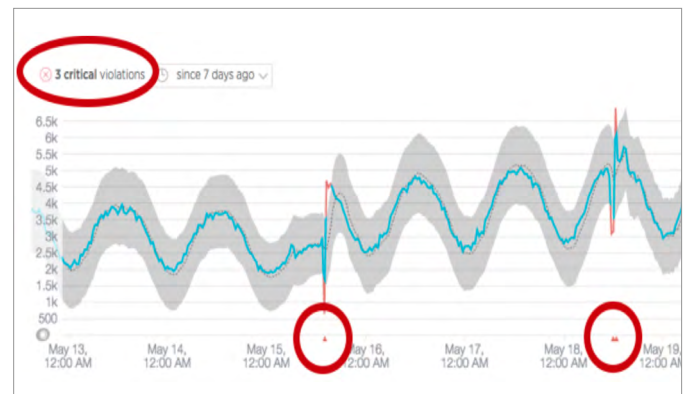 3 critical violations since 7 days ago
6.5k
6k
5.5k
5k
4.5k
4k
3.5k
3k
2.5k
2k
1.5k
1k
500
0
May 13, May 14, May 15, May 16, May 17, May 18, May 19,
12:00 AM 12:00 AM 12:00 AM 12:00 AM 12:00 AM 12:00 AM 12:00 AM